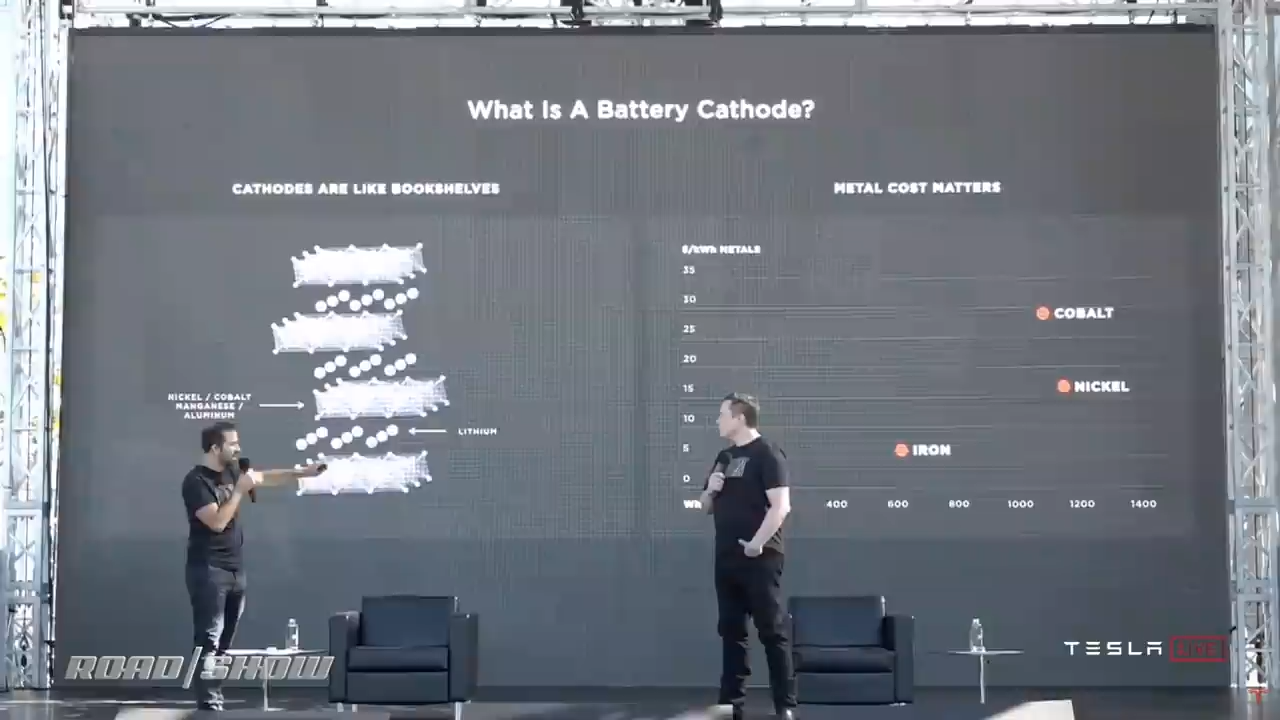 What Is A Battery Cathode?
CATHODES ARE LIKE BOOKSHELVES
NICKEL / COBALT
MANGANESE /
ALUMINUM
LITHIUM
METAL COST MATTERS
$/kWh METALS
35
30
25
20
15
10
5
0
COBALT
NICKEL
IRON
Wh
400
600
800
1000
1200
1400
ROAD/SHOW
TESLA LIVE